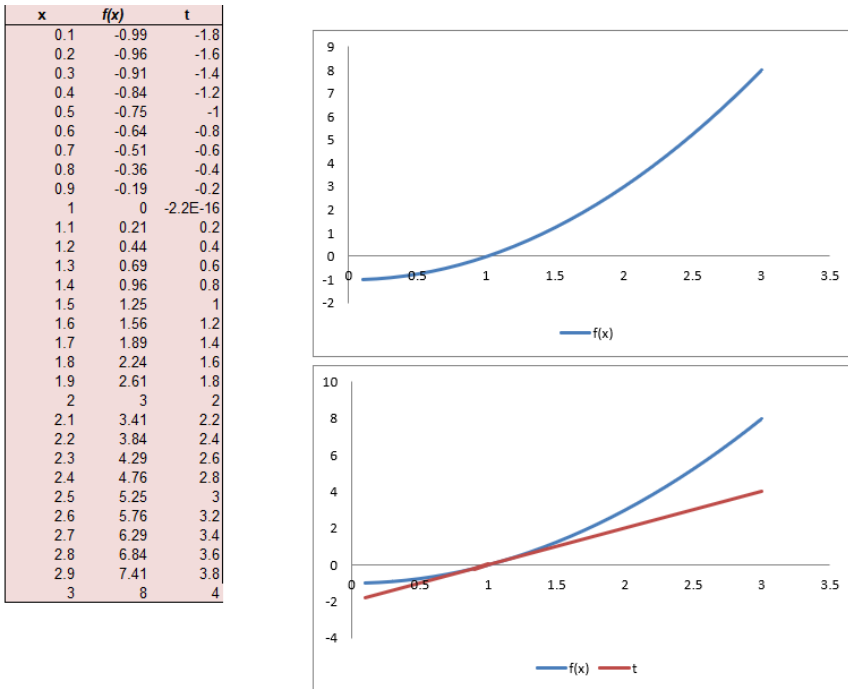 x f(x) t
0.1 -0.99 -1.8
0.2 -0.96 -1.6
0.3 -0.91 -1.4
0.4 -0.84 -1.2
0.5 -0.75 -1
0.6 -0.64 -0.8
0.7 -0.51 -0.6
0.8 -0.36 -0.4
0.9 -0.19 -0.2
1 0 -2.2E-16
1.1 0.21 0.2
1.2 0.44 0.4
1.3 0.69 0.6
1.4 0.96 0.8
1.5 1.25 1
1.6 1.56 1.2
1.7 1.89 1.4
1.8 2.24 1.6
1.9 2.61 1.8
2 3 2
2.1 3.41 2.2
2.2 3.84 2.4
2.3 4.29 2.6
2.4 4.76 2.8
2.5 5.25 3
2.6 5.76 3.2
2.7 6.29 3.4
2.8 6.84 3.6
2.9 7.41 3.8
3 8 4
9
8
7
6
5
4
3
2
1
0
-1
-2
0 0.5 1 1.5 2 2.5 3 3.5
f(x)
10
8
6
4
2
0
-2
-4
0 0.5 1 1.5 2 2.5 3 3.5
f(x) t